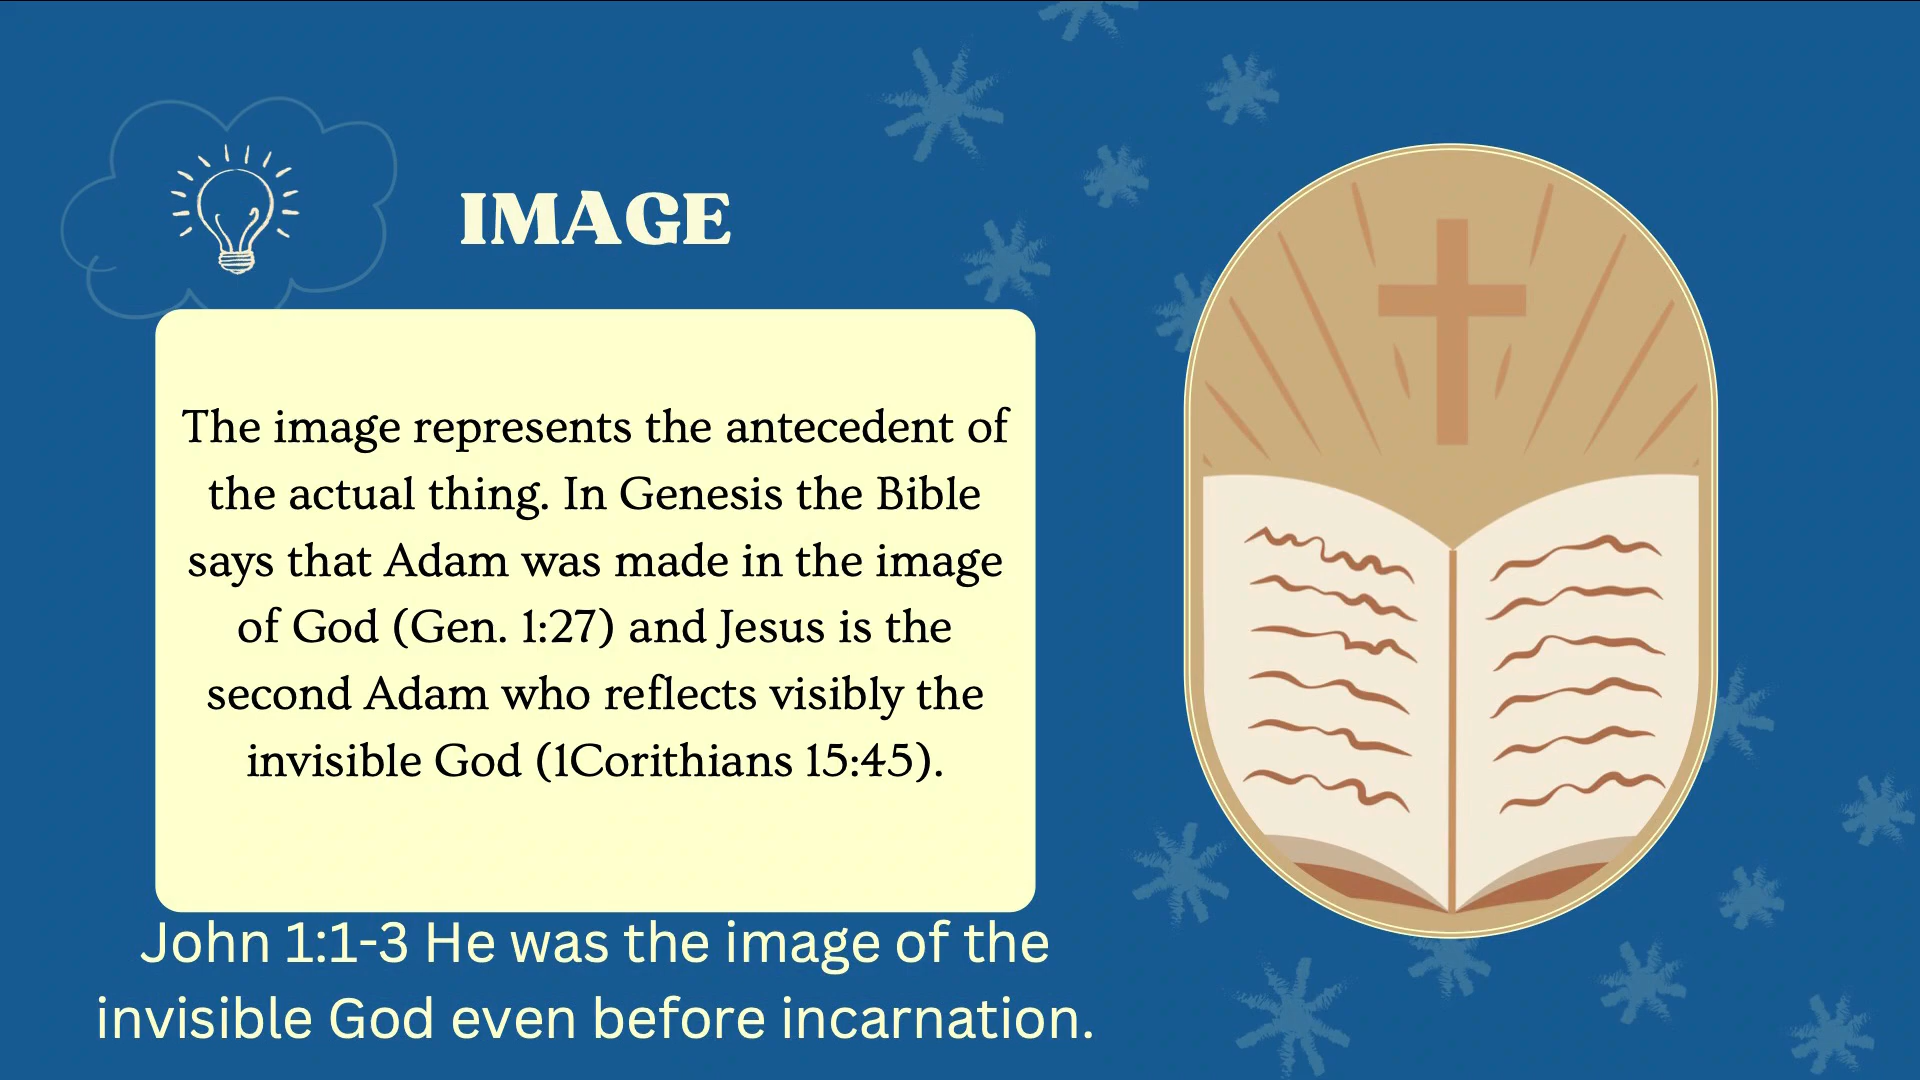 IMAGE
The image represents the antecedent of
the actual thing. In Genesis the Bible
says that Adam was made in the image
of God (Gen. 1:27) and Jesus is the
second Adam who reflects visibly the
invisible God (1Corithians 15:45).
John 1:1-3 He was the image of the
invisible God even before incarnation.